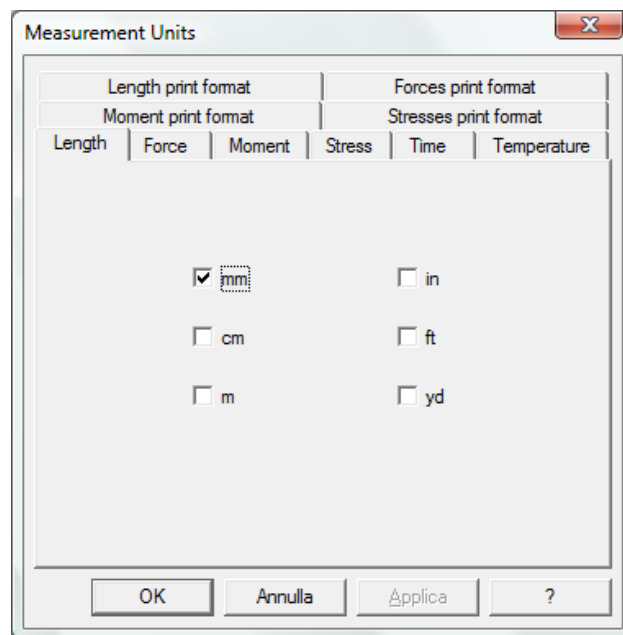 Measurement Units
Length print format Forces print format
Moment print format Stresses print format
Length Force Moment Stress Time Temperature
mm in
cm ft
m yd
OK Annulla Applica ?